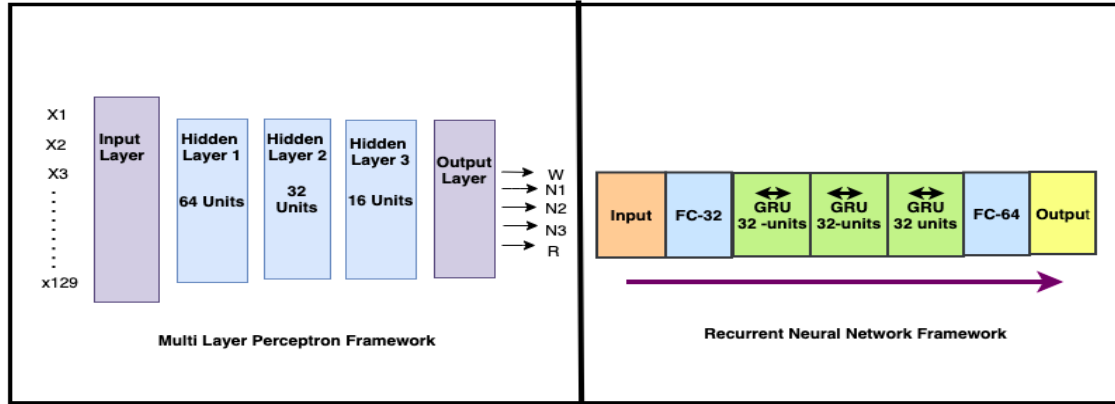 X1
X2
X3
x129
Input
Layer
Hidden
Layer 1
64 Units
Hidden
Layer 2
32
Units
Hidden
Layer 3
16 Units
Output
Layer
W
N1
N2
N3
R
Multi Layer Perceptron Framework
Input
FC-32
GRU
32 -units
GRU
32-units
GRU
32 units
FC-64
Output
Recurrent Neural Network Framework